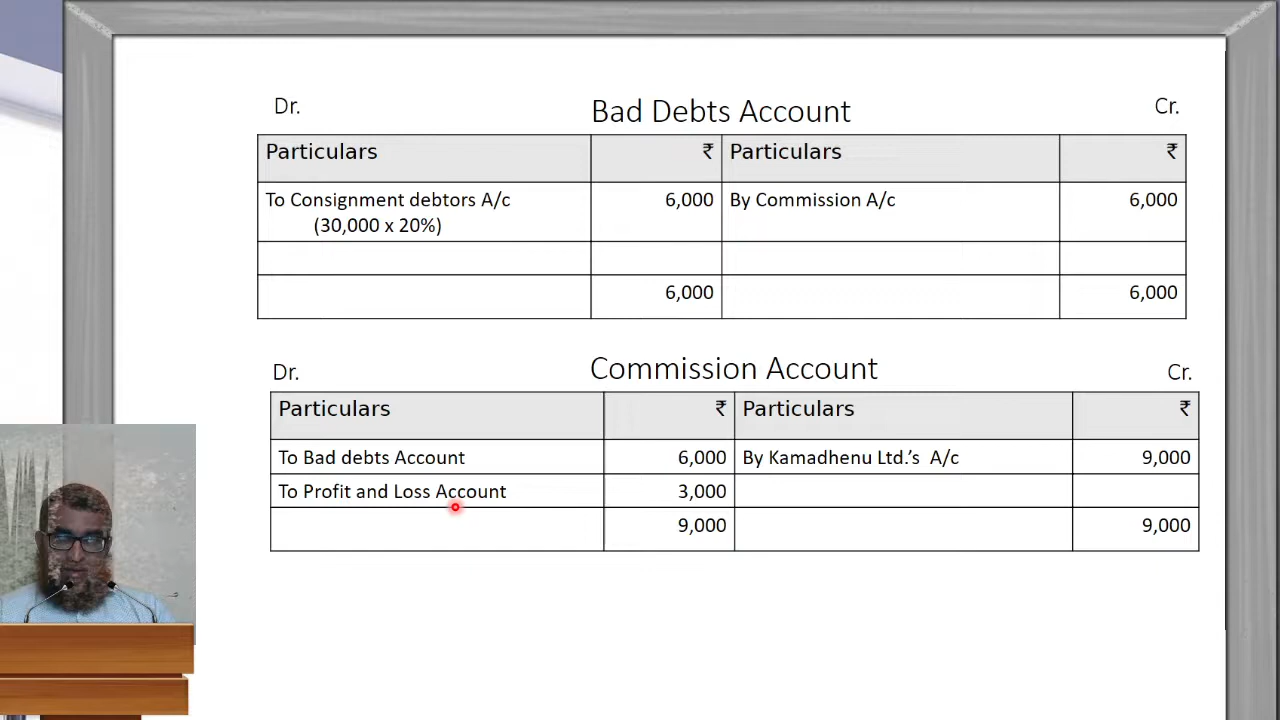 Dr. Bad Debts Account Cr.
Particulars ₹ Particulars ₹
To Consignment debtors A/c 6,000 By Commission A/c 6,000
(30,000 x 20%)
6,000 6,000
Dr. Commission Account Cr.
Particulars ₹ Particulars ₹
To Bad debts Account 6,000 By Kamadhenu Ltd.’s A/c 9,000
To Profit and Loss Account 3,000
9,000 9,000